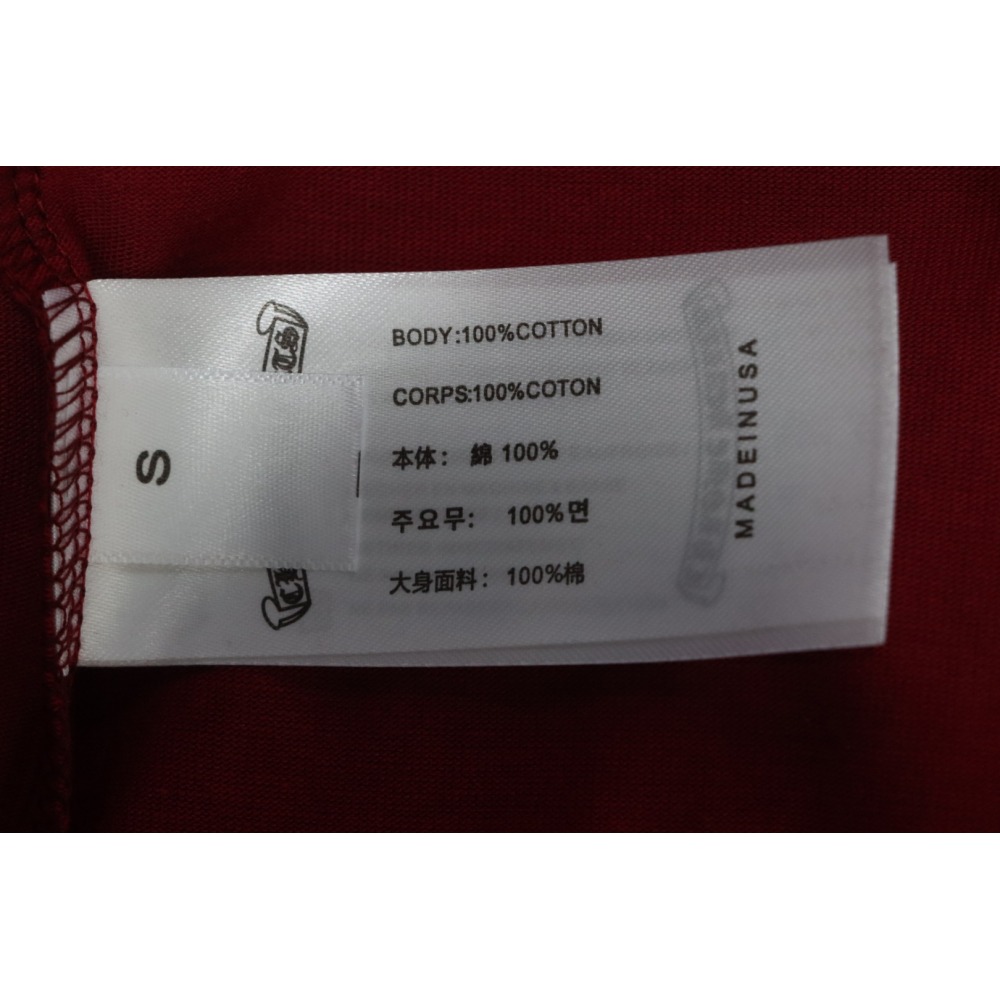 S
BODY:100%COTTON
CORPS:100%COTON
本体： 綿 100%
주요무： 100%면
大身面料： 100%棉
MADEINUSA